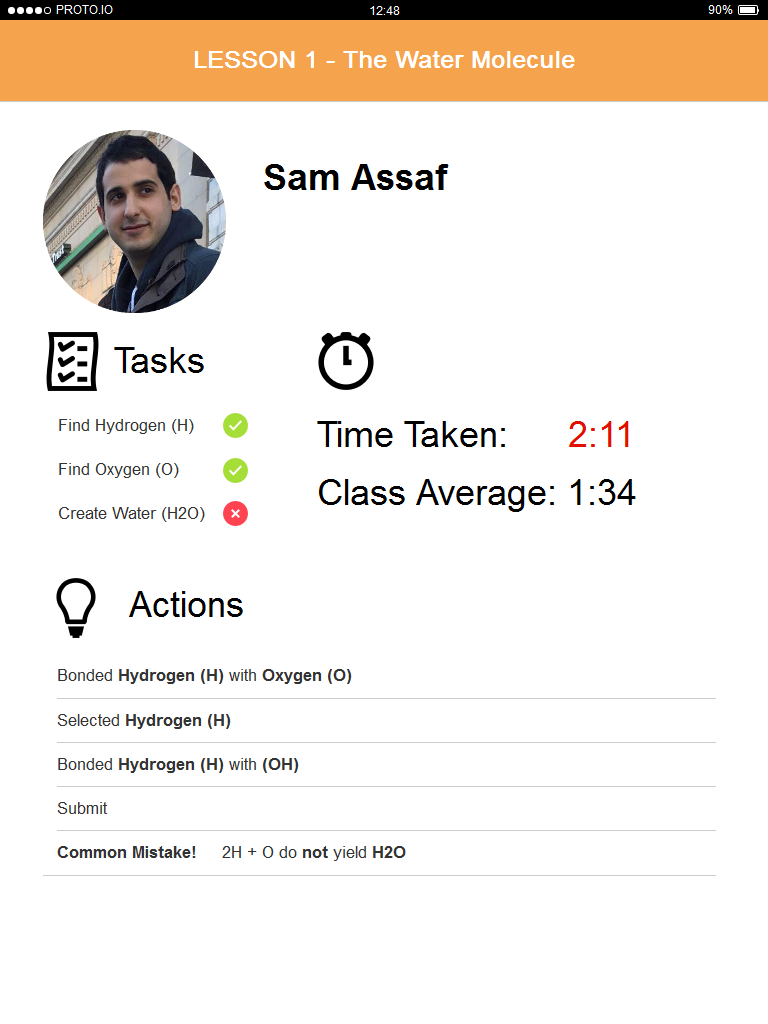 PROTO.IO 12:48 90%
LESSON 1 - The Water Molecule
Sam Assaf
Tasks
Find Hydrogen (H)
Find Oxygen (O)
Create Water (H2O)
Time Taken: 2:11
Class Average: 1:34
Actions
Bonded Hydrogen (H) with Oxygen (O)
Selected Hydrogen (H)
Bonded Hydrogen (H) with (OH)
Submit
Common Mistake! 2H + O do not yield H2O